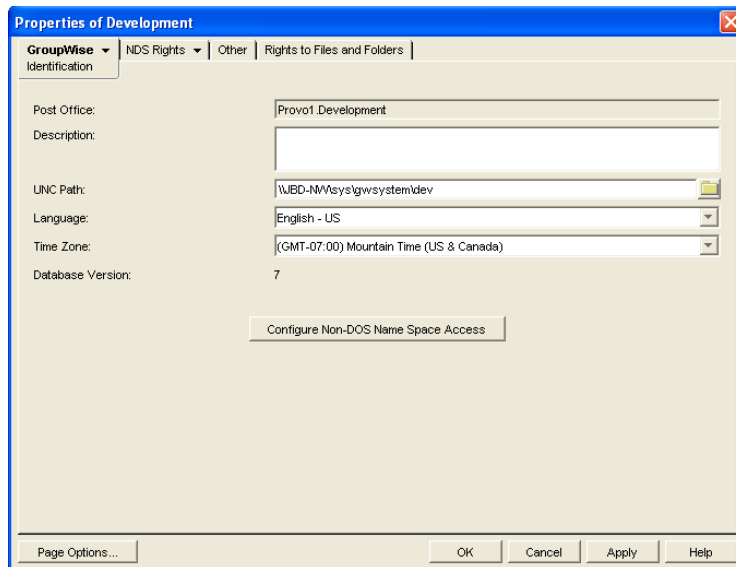 Properties of Development
GroupWise NDS Rights Other Rights to Files and Folders
Identification
Post Office: Provo1.Development
Description:
UNC Path: \\JBD-NW\sys\gwsystem\dev
Language: English - US
Time Zone: (GMT-07:00) Mountain Time (US & Canada)
Database Version: 7
Configure Non-DOS Name Space Access
Page Options... OK Cancel Apply Help